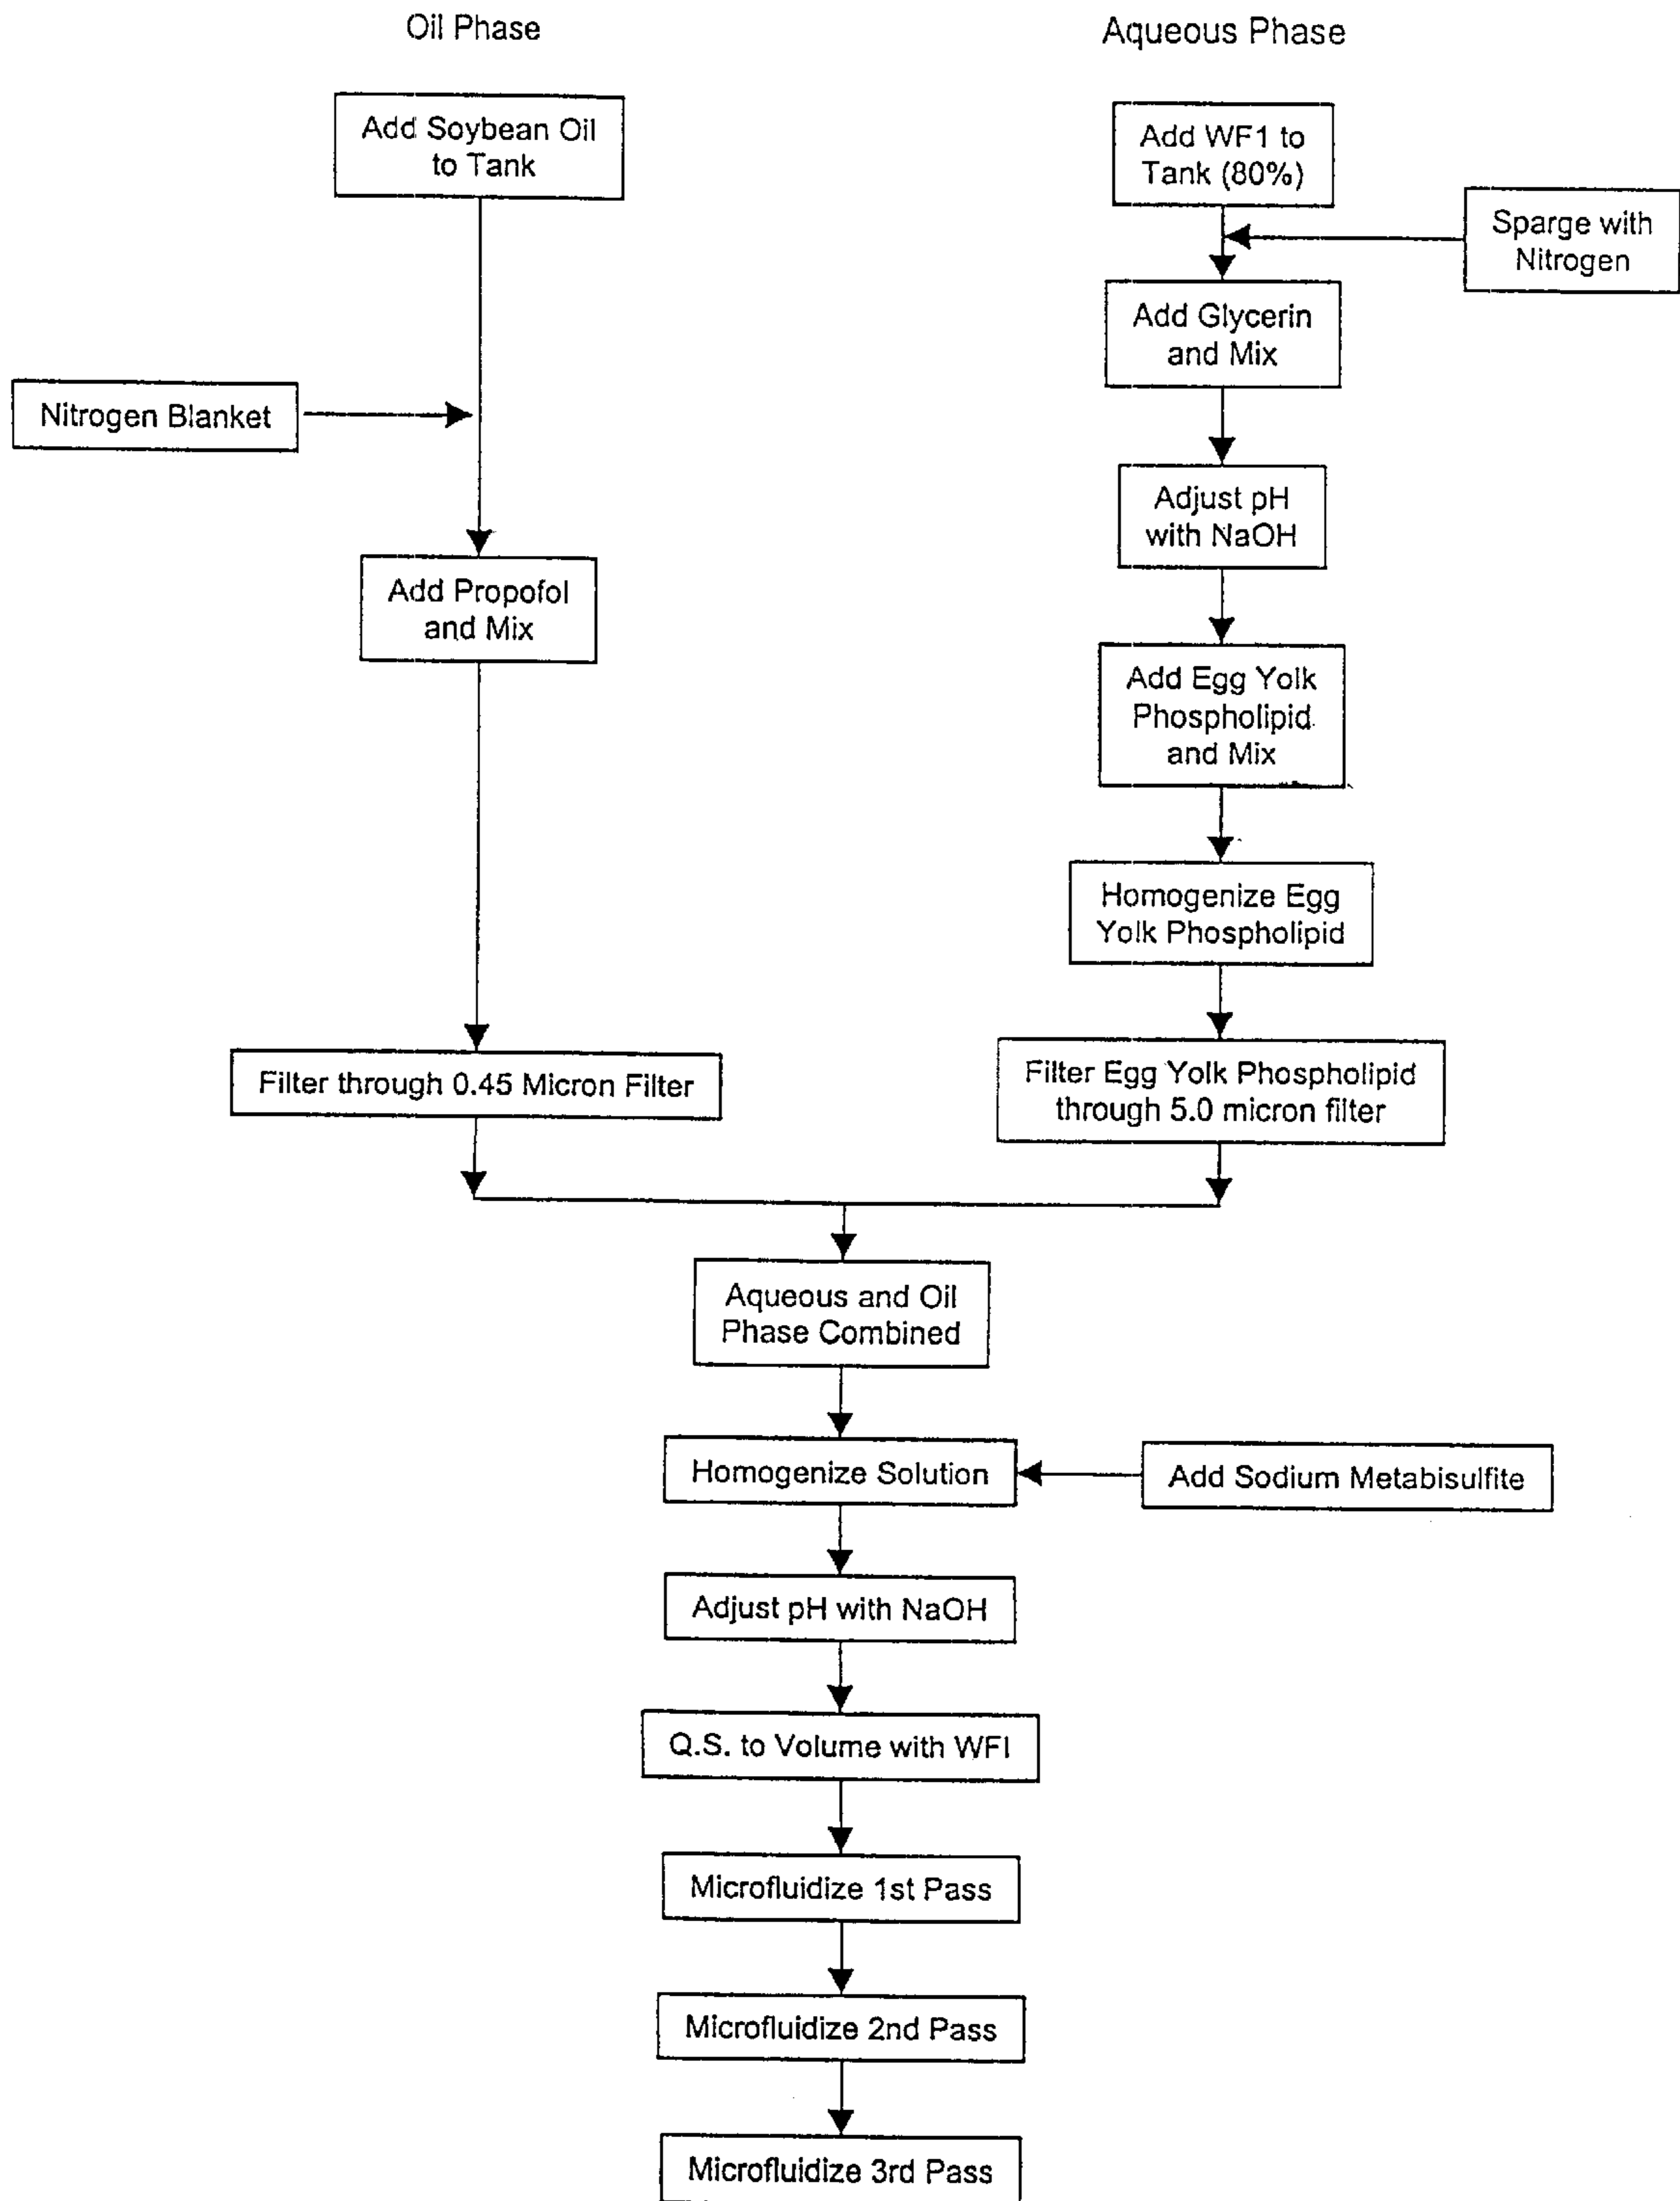 Oil Phase
Aqueous Phase
Add Soybean Oil
to Tank
Add WF1 to
Tank (80%)
Sparge with
Nitrogen
Add Glycerin
and Mix
Nitrogen Blanket
Adjust pH
with NaOH
Add Propofol
and Mix
Add Egg Yolk
Phospholipid
and Mix
Homogenize Egg
Yolk Phospholipid
Filter through 0.45 Micron Filter
Filter Egg Yolk Phospholipid
through 5.0 micron filter
Aqueous and Oil
Phase Combined
Homogenize Solution
Add Sodium Metabisulfite
Adjust pH with NaOH
Q.S. to Volume with WFI
Microfluidize 1st Pass
Microfluidize 2nd Pass
Microfluidize 3rd Pass